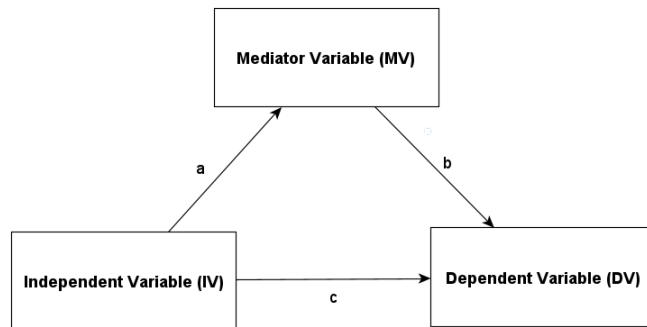 Mediator Variable (MV)
a
b
Independent Variable (IV)
Dependent Variable (DV)
c